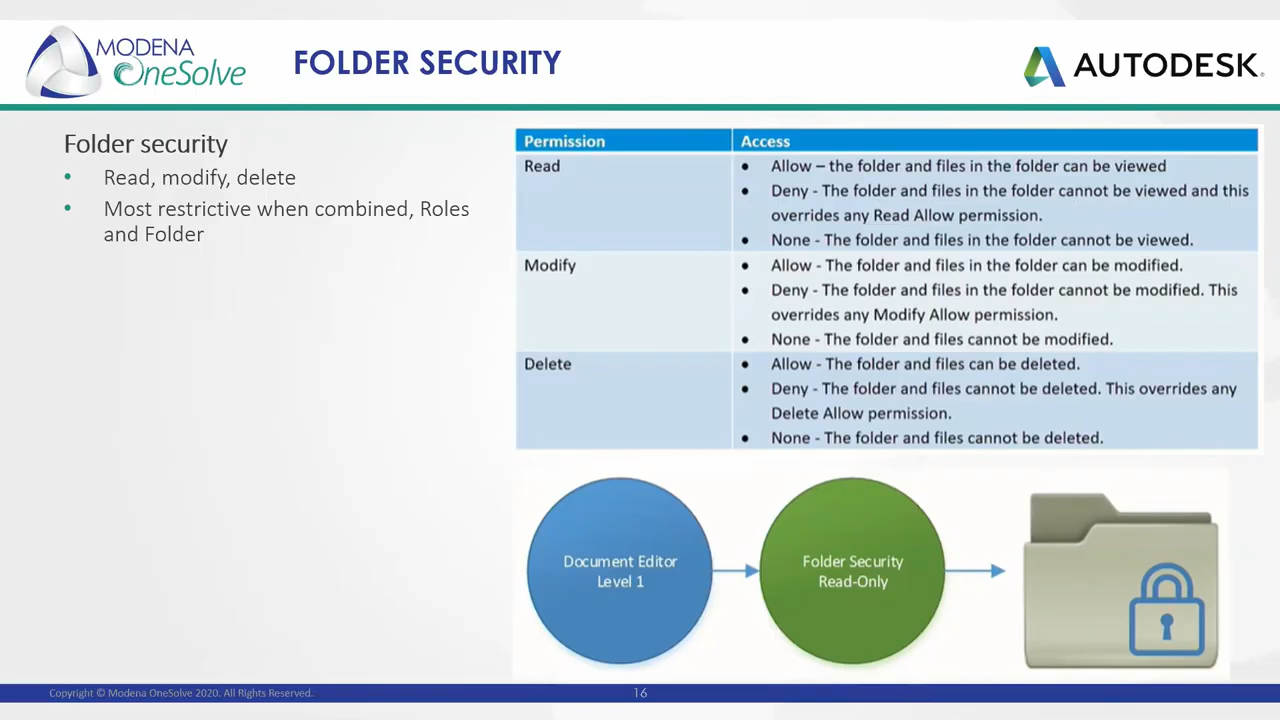 MODENA
OneSolve
FOLDER SECURITY
AUTODESK®
Folder security
• Read, modify, delete
• Most restrictive when combined, Roles
and Folder
Permission Access
Read
• Allow – the folder and files in the folder can be viewed
• Deny - The folder and files in the folder cannot be viewed and this
overrides any Read Allow permission.
• None - The folder and files in the folder cannot be viewed.
Modify
• Allow - The folder and files in the folder can be modified.
• Deny - The folder and files in the folder cannot be modified. This
overrides any Modify Allow permission.
• None - The folder and files cannot be modified.
Delete
• Allow - The folder and files can be deleted.
• Deny - The folder and files cannot be deleted. This overrides any
Delete Allow permission.
• None - The folder and files cannot be deleted.
Document Editor
Level 1
Folder Security
Read-Only
Copyright © Modena OneSolve 2020. All Rights Reserved.
16